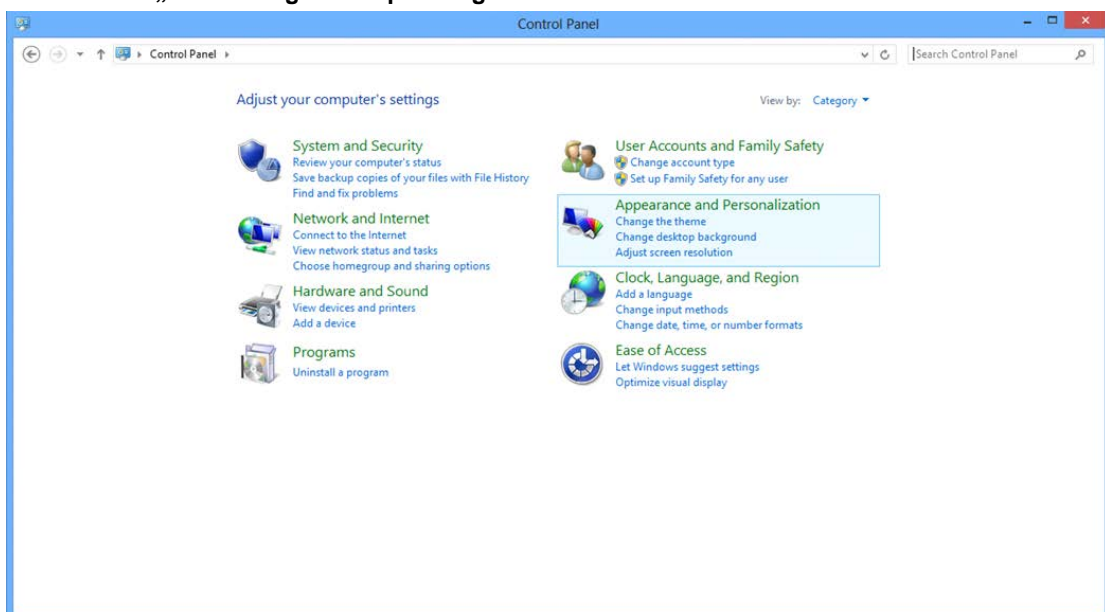 Control Panel
Control Panel
Search Control Panel
Adjust your computer's settings
View by: Category
System and Security
Review your computer's status
Save backup copies of your files with File History
Find and fix problems
Network and Internet
Connect to the Internet
View network status and tasks
Choose homegroup and sharing options
Hardware and Sound
View devices and printers
Add a device
Programs
Uninstall a program
User Accounts and Family Safety
Change account type
Set up Family Safety for any user
Appearance and Personalization
Change the theme
Change desktop background
Adjust screen resolution
Clock, Language, and Region
Add a language
Change input methods
Change date, time, or number formats
Ease of Access
Let Windows suggest settings
Optimize visual display